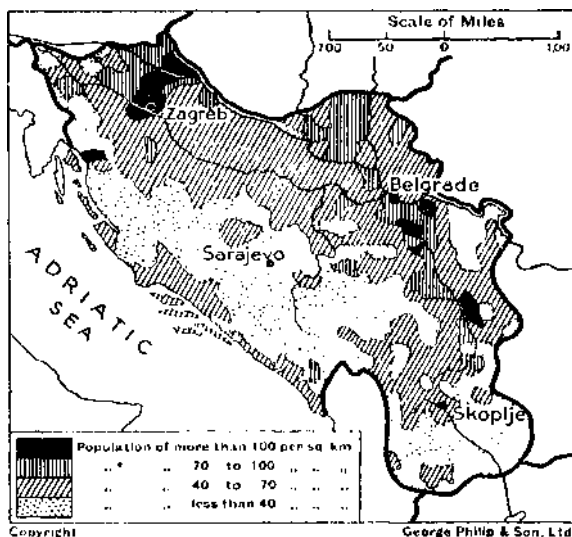 Scale of Miles
100 50 0 100
Zagreb
Belgrade
Sarajevo
ADRIATIC
SEA
Skoplje
Population of more than 100 per sq. km
„ „ 70 to 100 „ „ „
„ „ 40 to 70 „ „ „
„ „ less than 40 „ „ „
Copyright
George Philip & Son, Ltd